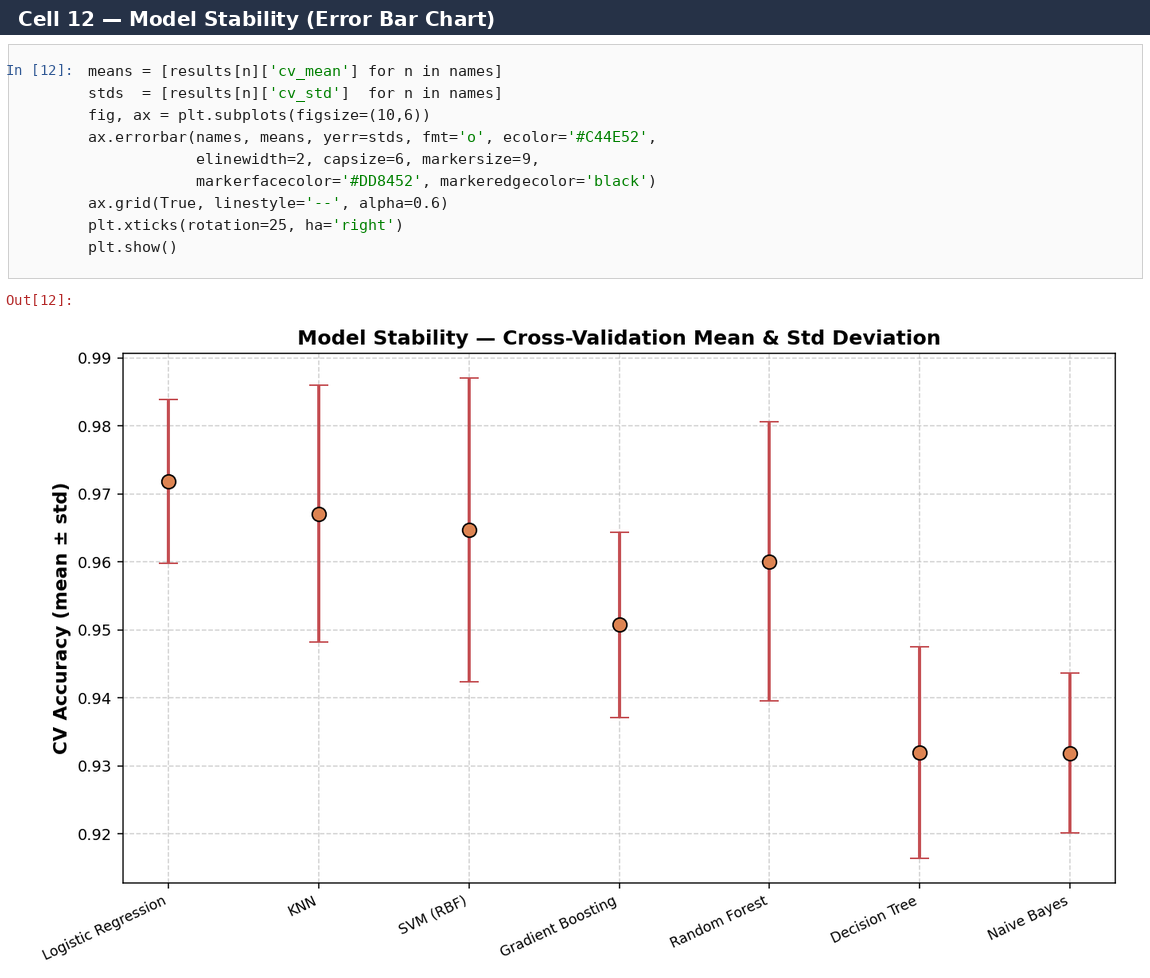 Cell 12 — Model Stability (Error Bar Chart)
In [12]:
means = [results[n]['cv_mean'] for n in names]
stds  = [results[n]['cv_std']  for n in names]
fig, ax = plt.subplots(figsize=(10,6))
ax.errorbar(names, means, yerr=stds, fmt='o', ecolor='#C44E52',
            elinewidth=2, capsize=6, markersize=9,
            markerfacecolor='#DD8452', markeredgecolor='black')
ax.grid(True, linestyle='--', alpha=0.6)
plt.xticks(rotation=25, ha='right')
plt.show()
Out[12]:
Model Stability — Cross-Validation Mean & Std Deviation
CV Accuracy (mean ± std)
0.99
0.98
0.97
0.96
0.95
0.94
0.93
0.92
Logistic Regression
KNN
SVM (RBF)
Gradient Boosting
Random Forest
Decision Tree
Naive Bayes